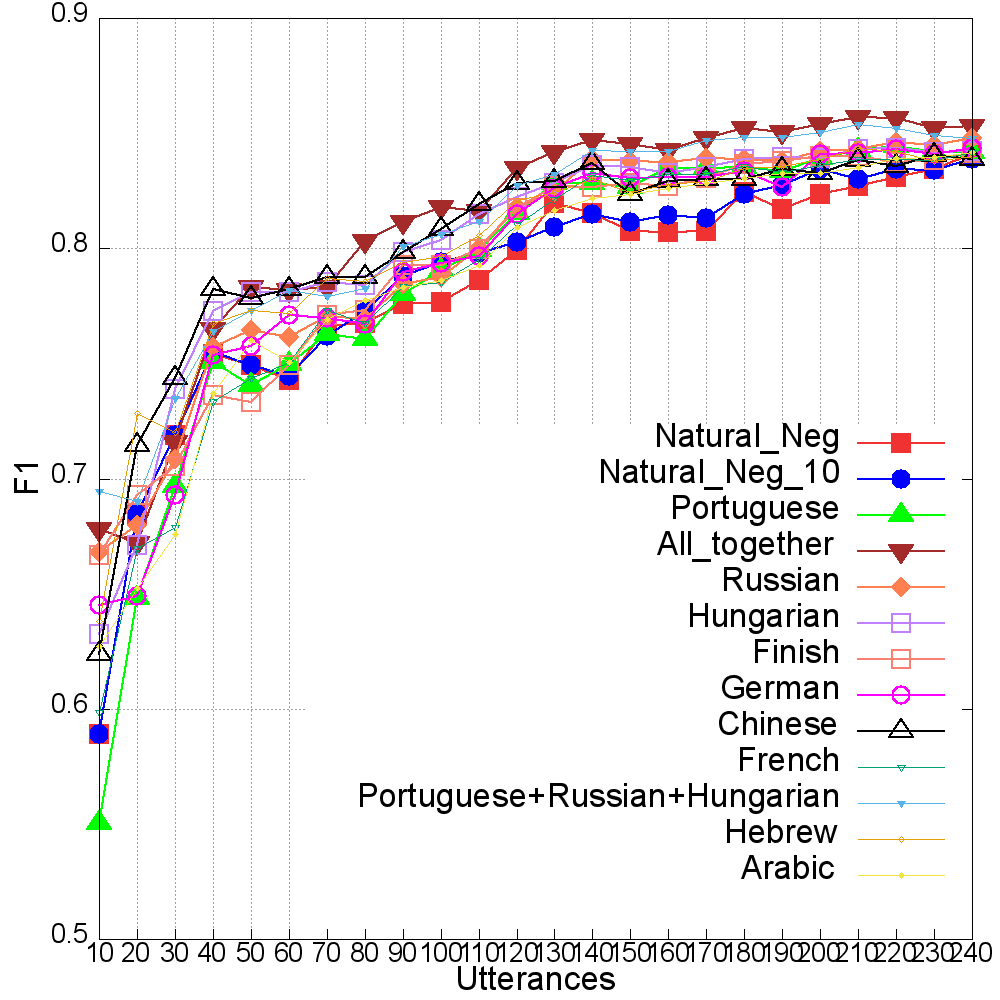 0.9
0.8
0.7
0.6
0.5
F1
Natural_Neg
Natural_Neg_10
Portuguese
All_together
Russian
Hungarian
Finish
German
Chinese
French
Portuguese+Russian+Hungarian
Hebrew
Arabic
10 20 30 40 50 60 70 80 90 100 110 120 130 140 150 160 170 180 190 200 210 220 230 240
Utterances